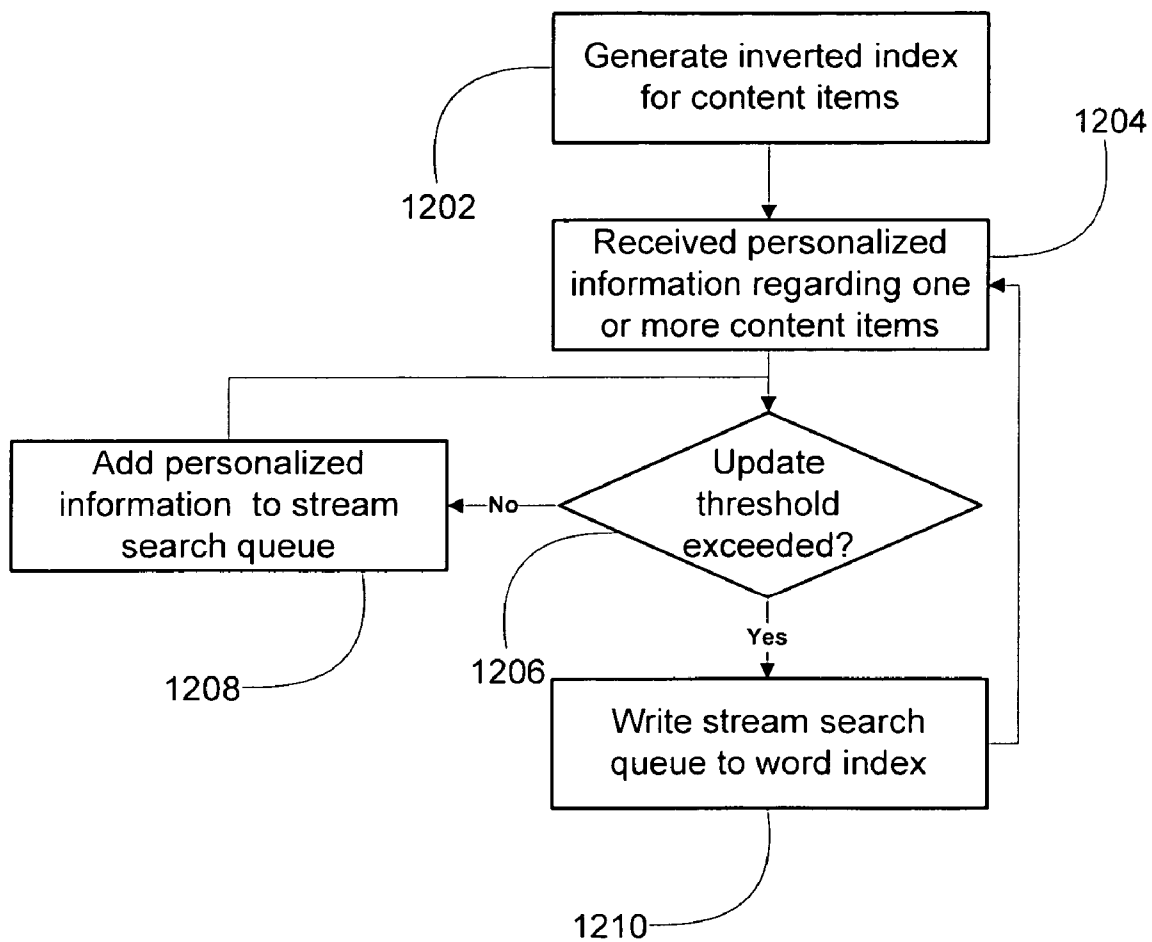 Generate inverted index
for content items
1204
1202
Received personalized
information regarding one
or more content items
Add personalized
information to stream
search queue
No
Update
threshold
exceeded?
1206
1208
Yes
Write stream search
queue to word index
1210